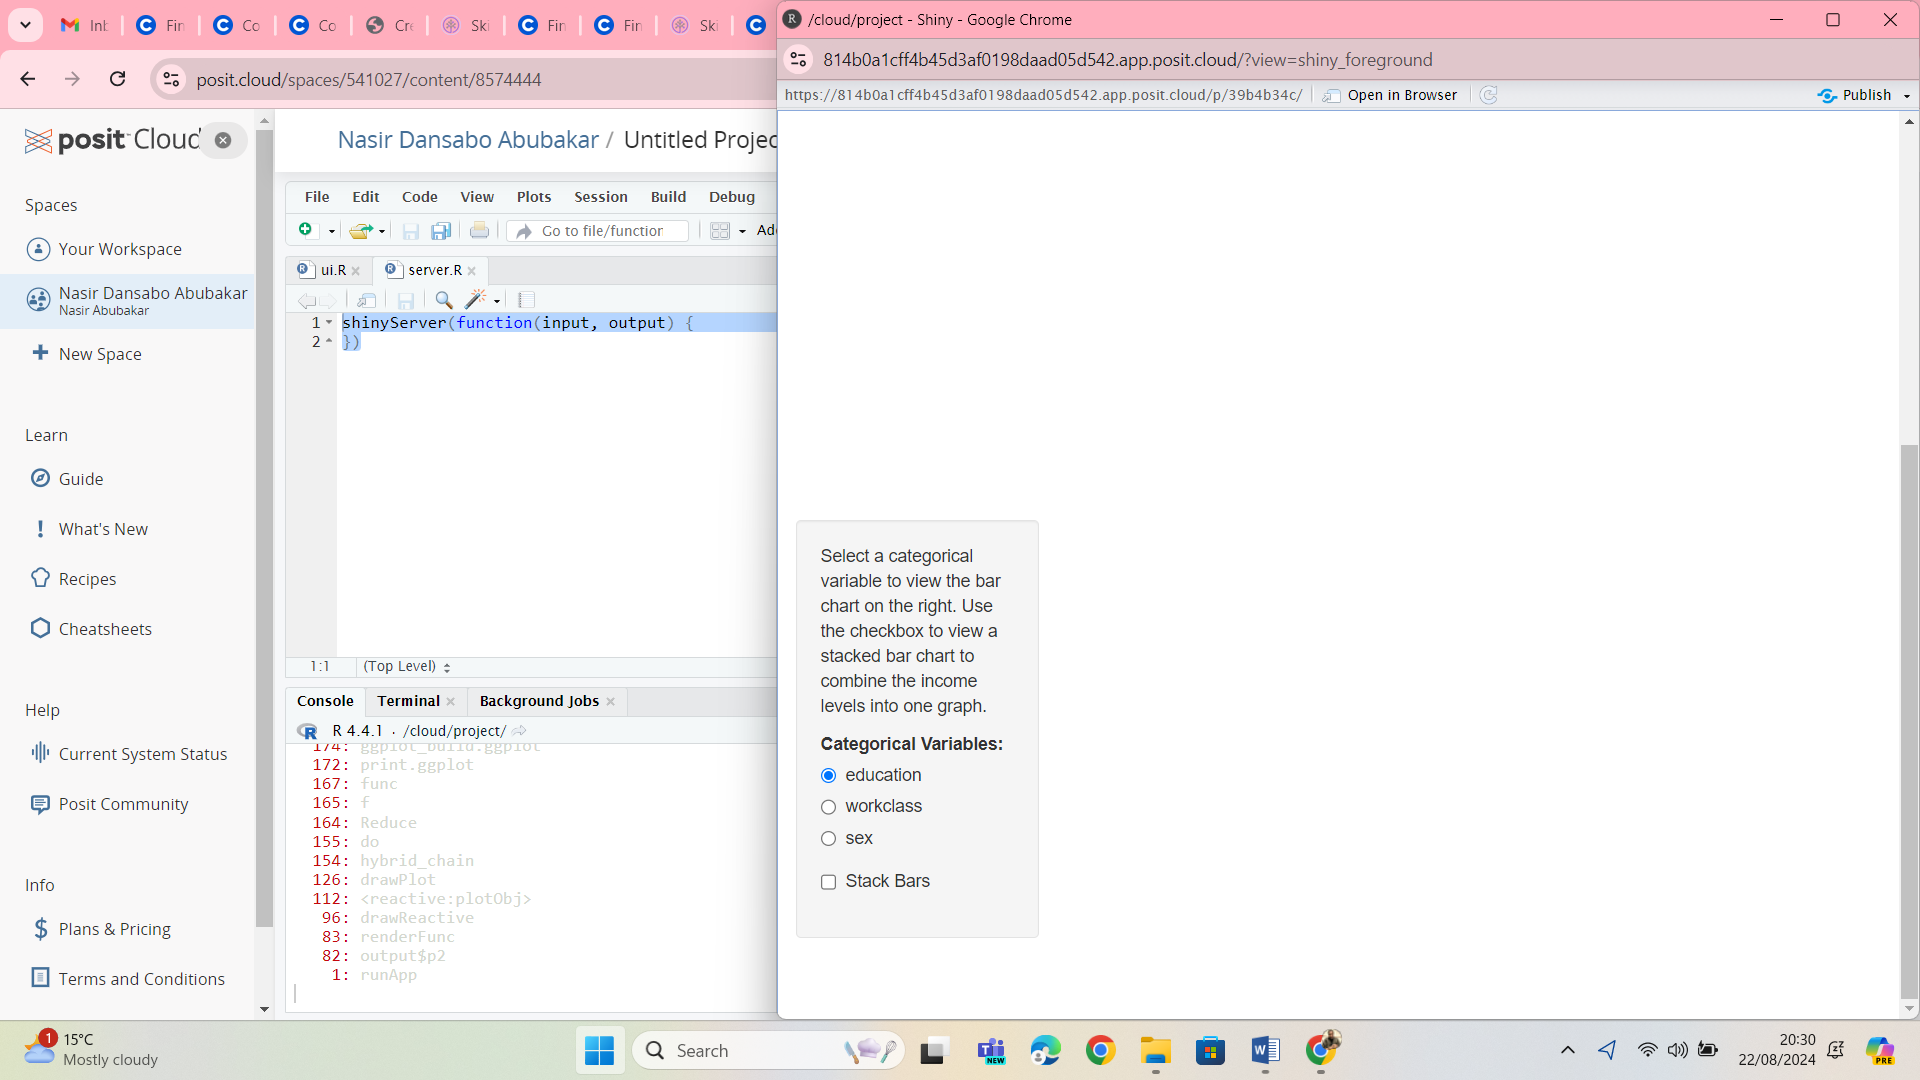 Inb
Fin
Co
Co
Cre
Ski
Fin
Fin
Ski
posit.cloud/spaces/541027/content/8574444
posit Cloud
Spaces
Your Workspace
Nasir Dansabo Abubakar
Nasir Abubakar
New Space
Learn
Guide
What's New
Recipes
Cheatsheets
Help
Current System Status
Posit Community
Info
Plans & Pricing
Terms and Conditions
Nasir Dansabo Abubakar / Untitled Projec
File Edit Code View Plots Session Build Debug
Go to file/function Add
ui.R server.R
1 shinyServer(function(input, output) {
2 })
1:1 (Top Level)
Console Terminal Background Jobs
R 4.4.1 · /cloud/project/
174: ggplot_build.ggplot
172: print.ggplot
167: func
165: f
164: Reduce
155: do
154: hybrid_chain
126: drawPlot
112: <reactive:plotObj>
96: drawReactive
83: renderFunc
82: output$p2
1: runApp
/cloud/project - Shiny - Google Chrome
814b0a1cff4b45d3af0198daad05d542.app.posit.cloud/?view=shiny_foreground
https://814b0a1cff4b45d3af0198daad05d542.app.posit.cloud/p/39b4b34c/ Open in Browser Publish
Select a categorical
variable to view the bar
chart on the right. Use
the checkbox to view a
stacked bar chart to
combine the income
levels into one graph.
Categorical Variables:
education
workclass
sex
Stack Bars
1
15°C
Mostly cloudy
Search
NEW
20:30
22/08/2024
PRE